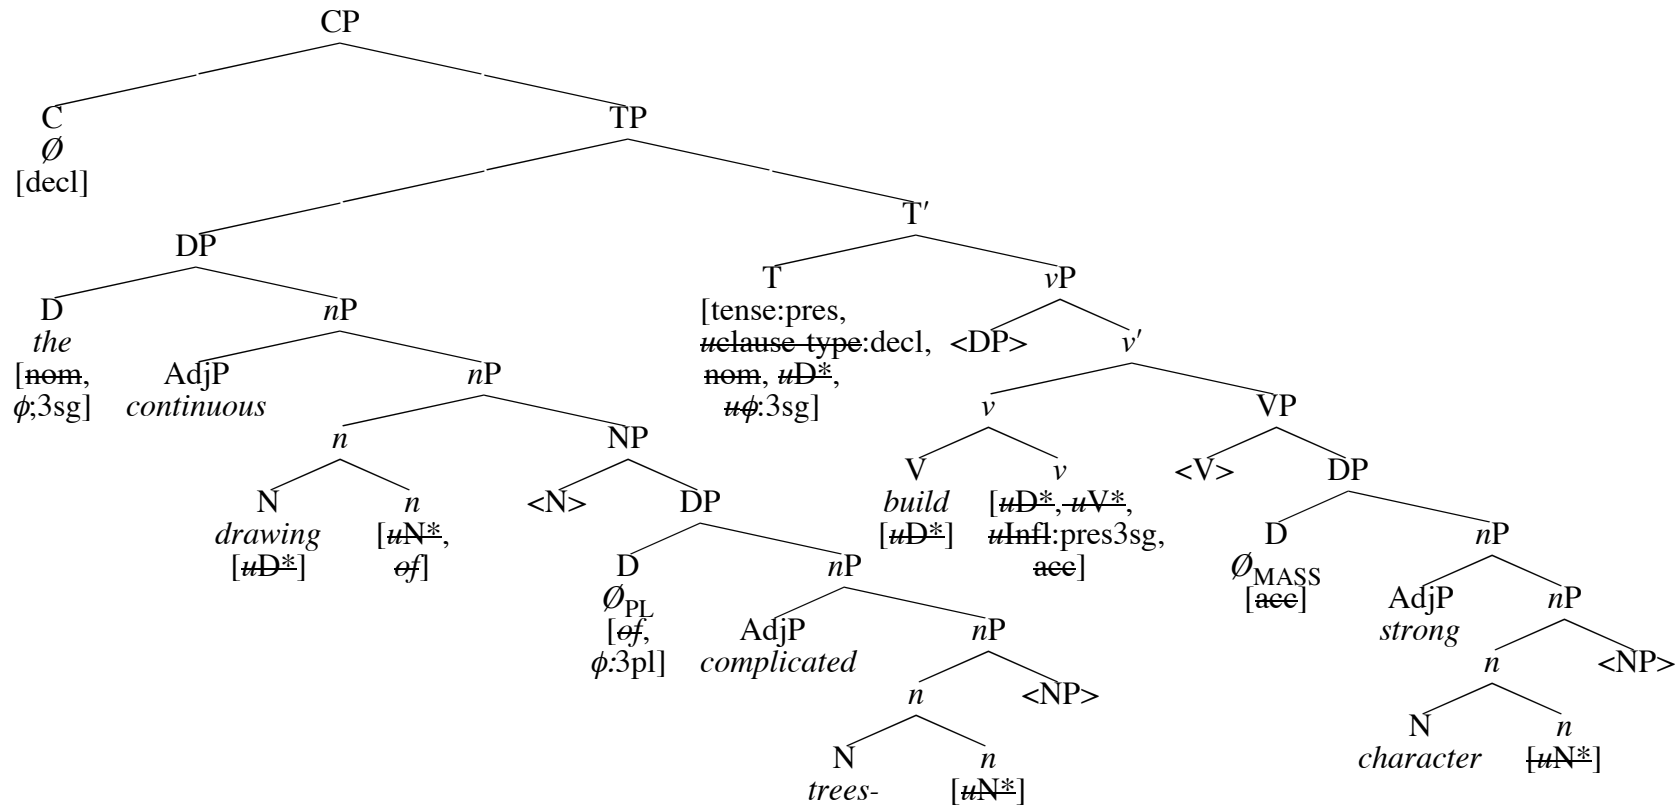 CP
C TP
Ø
[decl]
T′
DP
T vP
D nP
the
[tense:pres,
uclause type:decl, <DP> v′
[nom, AdjP nP
nom, uD*,
ϕ;3sg] continuous
uϕ:3sg]
v VP
n NP
V v <V> DP
N n <N> DP
build [uD*, uV*,
drawing [uN*,
[uD*] uInfl:pres3sg, D nP
[uD*] of]
acc]
D nP
Ø_MASS
Ø_PL
[acc] AdjP nP
[of, AdjP nP
strong
ϕ:3pl] complicated
n <NP>
n <NP>
N n
N n
character [uN*]
trees- [uN*]